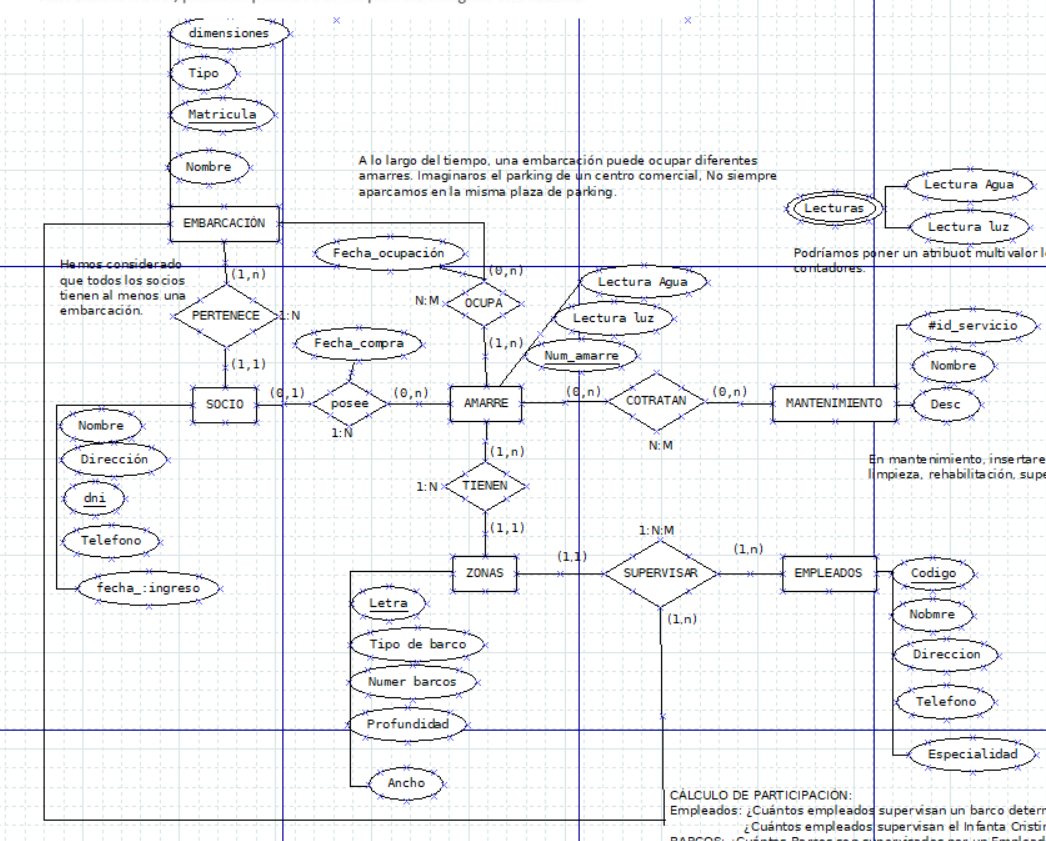 dimensiones
Tipo
Matricula
Nombre
A lo largo del tiempo, una embarcación puede ocupar diferentes
amarres. Imaginaros el parking de un centro comercial, No siempre
aparcamos en la misma plaza de parking.
Lectura Agua
Lecturas
Lectura luz
EMBARCACIÓN
Podríamos poner un atribuot multivalor
contadores.
Fecha_ocupación
Hemos considerado
que todos los socios
tienen al menos una
embarcación.
(1,n)
(0,n)
Lectura Agua
N:M
OCUPA
PERTENECE
1:N
Lectura luz
#id_servicio
Fecha_compra
(1,n)
Num_amarre
(1,1)
Nombre
SOCIO
(0,1)
posee
(0,n)
AMARRE
(0,n)
COTRATAN
(0,n)
MANTENIMIENTO
Desc
Nombre
1:N
N:M
Dirección
(1,n)
En mantenimiento, insertare
limpieza, rehabilitación, supe
dni
1:N
TIENEN
Telefono
(1,1)
1:N:M
(1,1)
(1,n)
fecha_:ingreso
ZONAS
SUPERVISAR
EMPLEADOS
Codigo
Letra
(1,n)
Nobmre
Tipo de barco
Direccion
Numer barcos
Telefono
Profundidad
Especialidad
Ancho
CÁLCULO DE PARTICIPACIÓN:
Empleados: ¿Cuántos empleados supervisan un barco deter
¿Cuántos empleados supervisan el Infanta Cristi